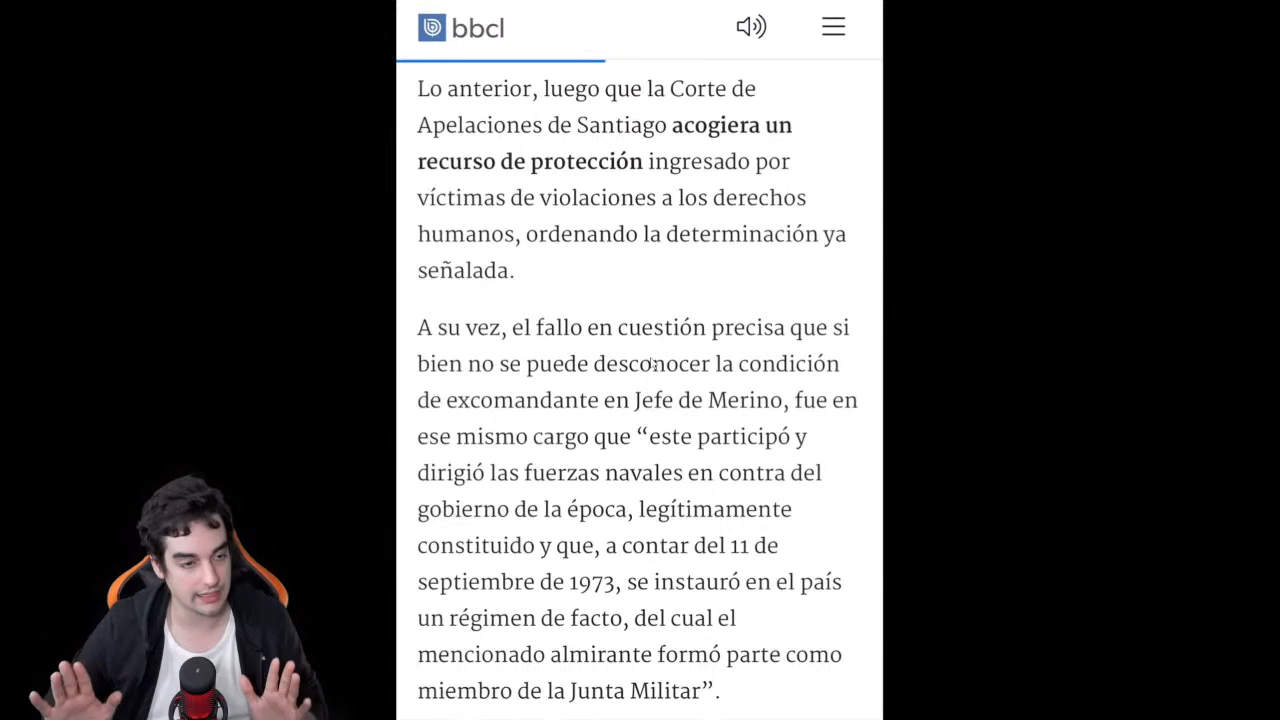 bbcl
Lo anterior, luego que la Corte de
Apelaciones de Santiago acogiera un
recurso de protección ingresado por
víctimas de violaciones a los derechos
humanos, ordenando la determinación ya
señalada.
A su vez, el fallo en cuestión precisa que si
bien no se puede desconocer la condición
de excomandante en Jefe de Merino, fue en
ese mismo cargo que “este participó y
dirigió las fuerzas navales en contra del
gobierno de la época, legítimamente
constituido y que, a contar del 11 de
septiembre de 1973, se instauró en el país
un régimen de facto, del cual el
mencionado almirante formó parte como
miembro de la Junta Militar”.